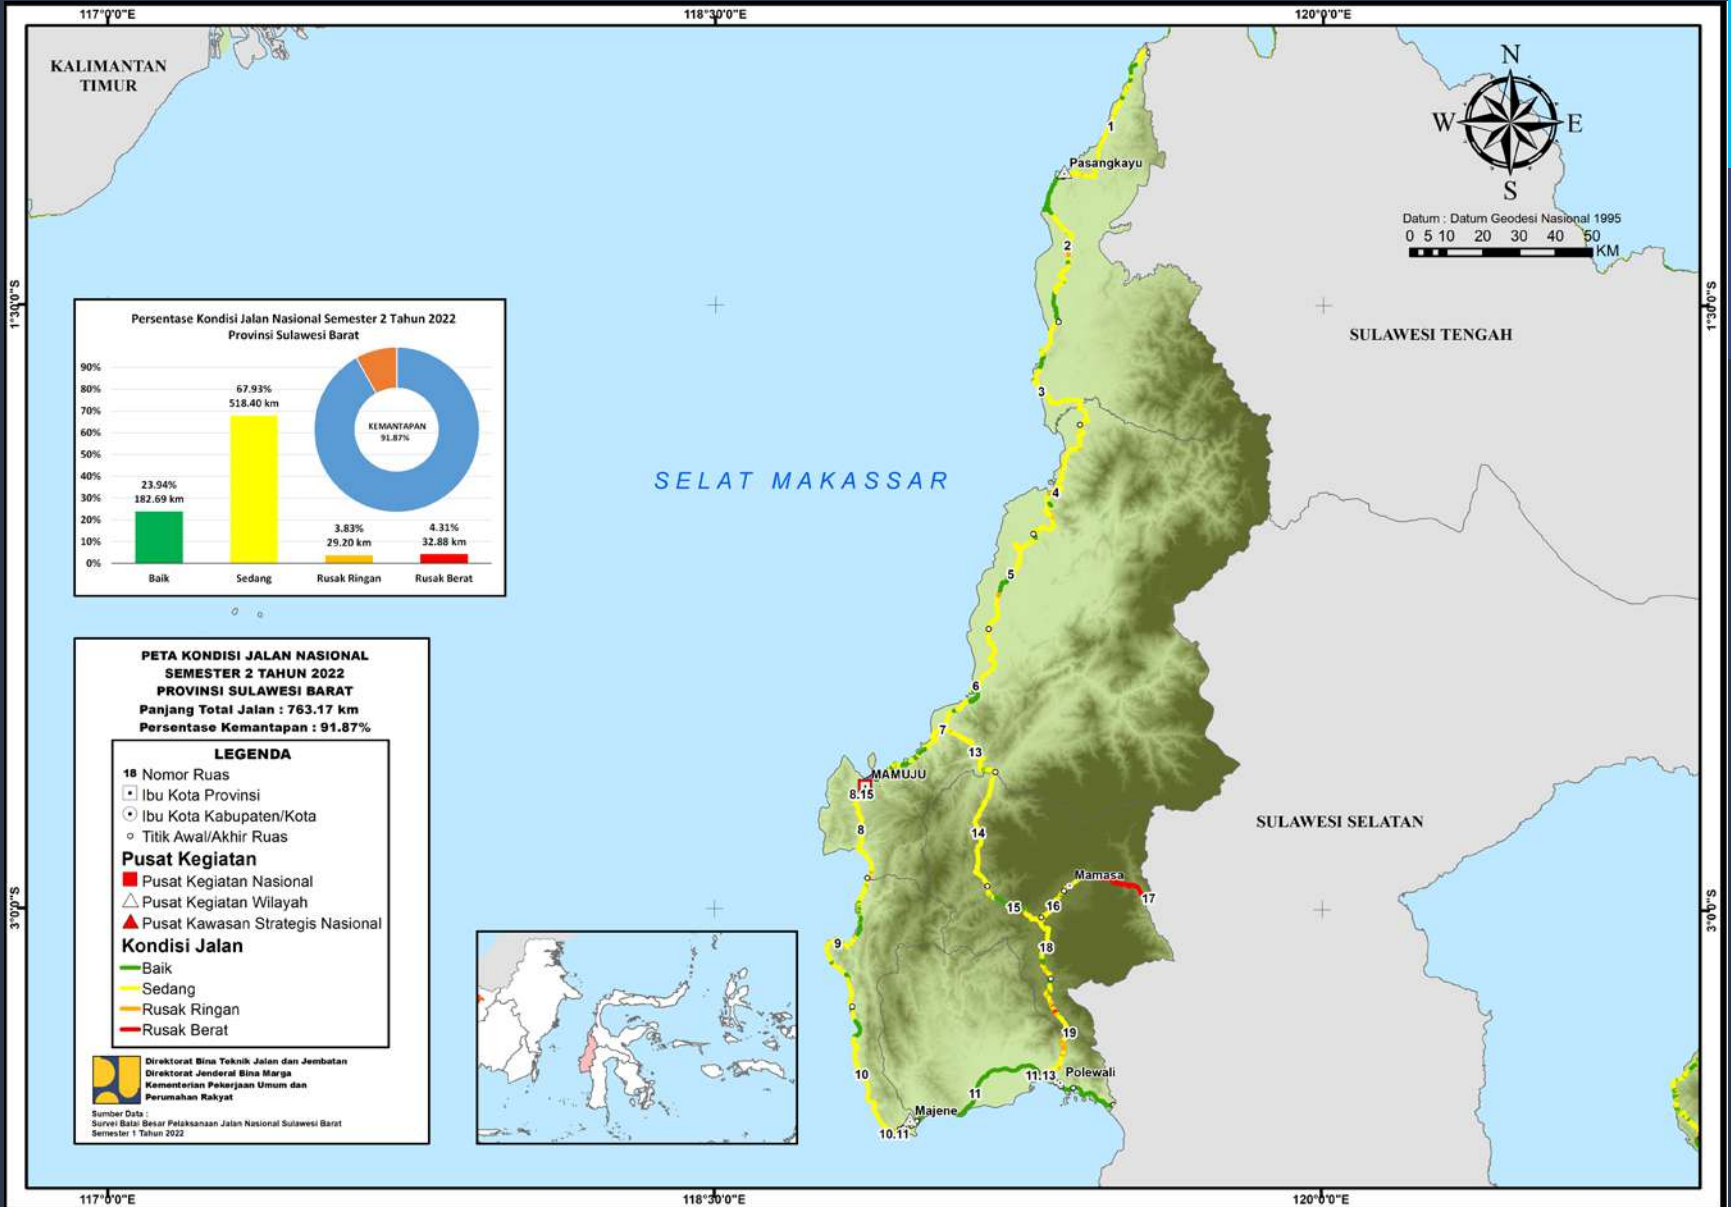 117°0'0"E
118°30'0"E
120°0'0"E
KALIMANTAN
TIMUR
N
W
E
S
Datum : Datum Geodesi Nasional 1995
0 5 10 20 30 40 50
KM
1
Pasangkayu
2
1°30'0"S
1°30'0"S
SULAWESI TENGAH
Persentase Kondisi Jalan Nasional Semester 2 Tahun 2022
Provinsi Sulawesi Barat
90%
80%
70%
60%
50%
40%
30%
20%
10%
0%
23.94%
182.69 km
67.93%
518.40 km
3.83%
29.20 km
4.31%
32.88 km
KEMANTAPAN
91.87%
Baik
Sedang
Rusak Ringan
Rusak Berat
3
SELAT MAKASSAR
4
5
6
7
13
MAMUJU
8.15
8
14
SULAWESI SELATAN
Mamasa
17
16
15
18
9
3°0'0"S
3°0'0"S
19
10
11.13
Polewali
11
Majene
10.11
PETA KONDISI JALAN NASIONAL
SEMESTER 2 TAHUN 2022
PROVINSI SULAWESI BARAT
Panjang Total Jalan : 763.17 km
Persentase Kemantapan : 91.87%
LEGENDA
18 Nomor Ruas
Ibu Kota Provinsi
Ibu Kota Kabupaten/Kota
Titik Awal/Akhir Ruas
Pusat Kegiatan
Pusat Kegiatan Nasional
Pusat Kegiatan Wilayah
Pusat Kawasan Strategis Nasional
Kondisi Jalan
Baik
Sedang
Rusak Ringan
Rusak Berat
Direktorat Bina Teknik Jalan dan Jembatan
Direktorat Jenderal Bina Marga
Kementerian Pekerjaan Umum dan
Perumahan Rakyat
Sumber Data :
Survei Balai Besar Pelaksanaan Jalan Nasional Sulawesi Barat
Semester 1 Tahun 2022
117°0'0"E
118°30'0"E
120°0'0"E